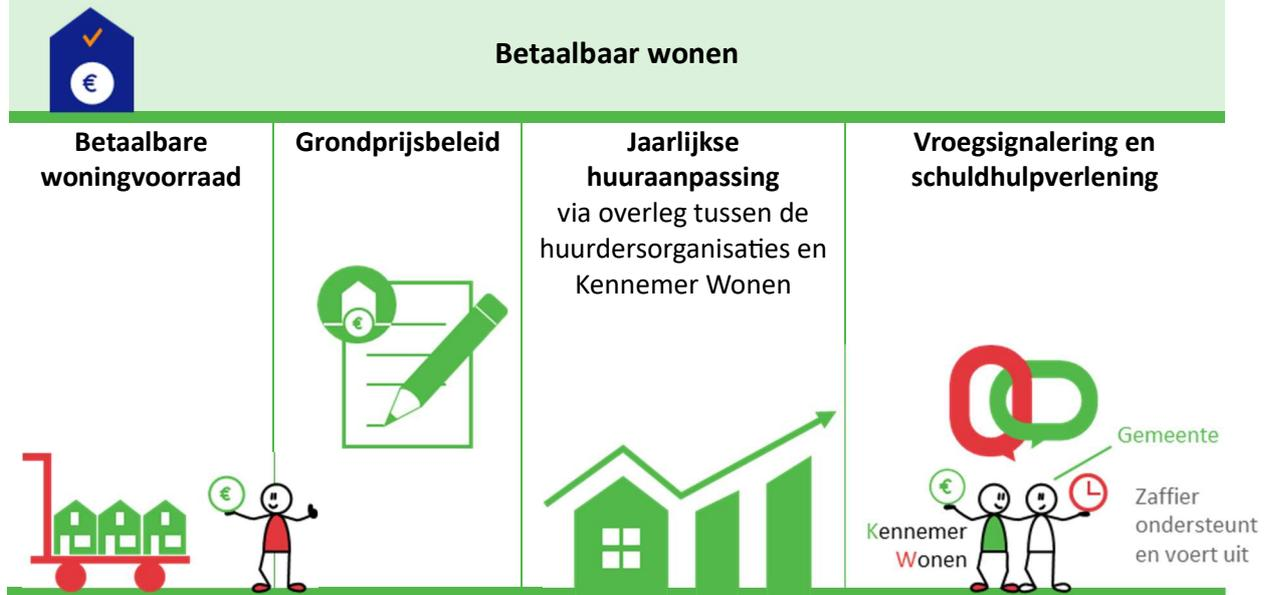 Betaalbaar wonen
Betaalbare
woningvoorraad
Grondprijsbeleid
Jaarlijkse
huuraanpassing
via overleg tussen de
huurdersorganisaties en
Kennemer Wonen
Vroegsignalering en
schuldhulpverlening
Gemeente
Kennemer
Wonen
Zaffier
ondersteunt
en voert uit